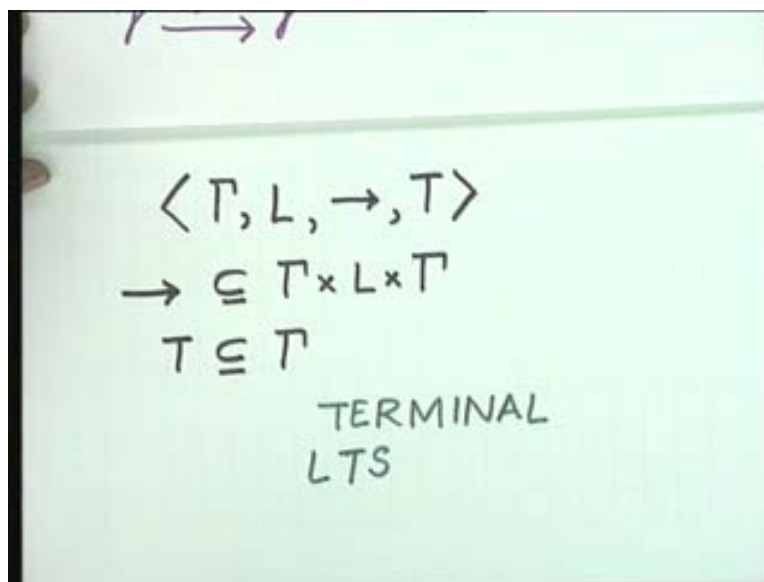 γ ⟶ γ
⟨ Γ, L, →, T ⟩
→ ⊆ Γ × L × Γ
T ⊆ Γ
TERMINAL
LTS